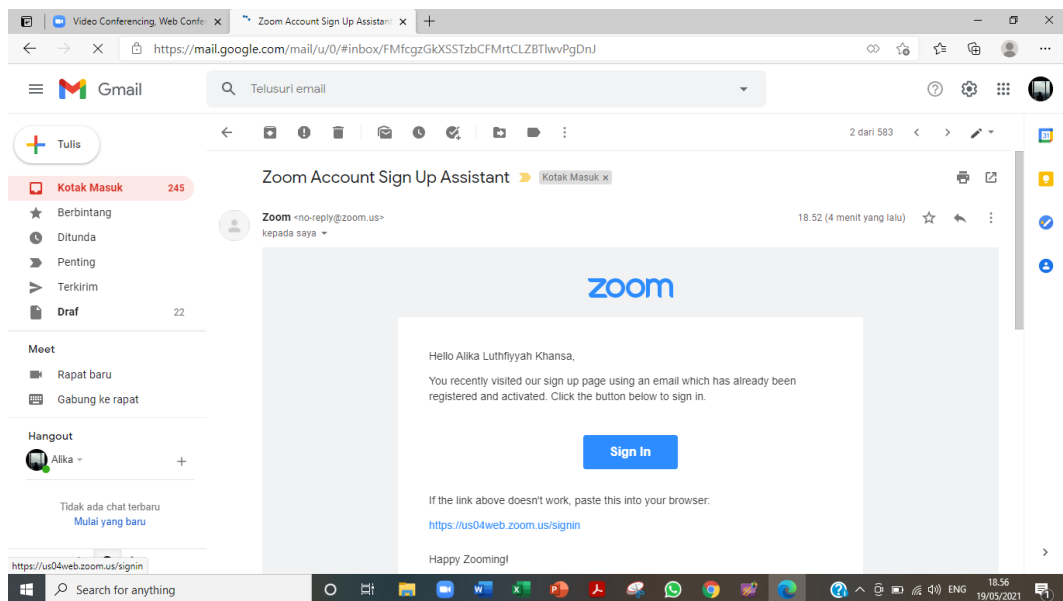 Video Conferencing, Web Confe
Zoom Account Sign Up Assistant
https://mail.google.com/mail/u/0/#inbox/FMfcgzGkXSSTzbCFMrtCLZBTlwvPgDnJ
Gmail
Telusuri email
Tulis
2 dari 583
31
Kotak Masuk 245
Berbintang
Ditunda
Penting
Terkirim
Draf 22
Meet
Rapat baru
Gabung ke rapat
Hangout
Alika
Tidak ada chat terbaru
Mulai yang baru
Zoom Account Sign Up Assistant Kotak Masuk x
Zoom <no-reply@zoom.us> 18.52 (4 menit yang lalu)
kepada saya
zoom
Hello Alika Luthfiyyah Khansa,
You recently visited our sign up page using an email which has already been
registered and activated. Click the button below to sign in.
Sign In
If the link above doesn't work, paste this into your browser:
https://us04web.zoom.us/signin
Happy Zooming!
https://us04web.zoom.us/signin
Search for anything
ENG
18.56
19/05/2021